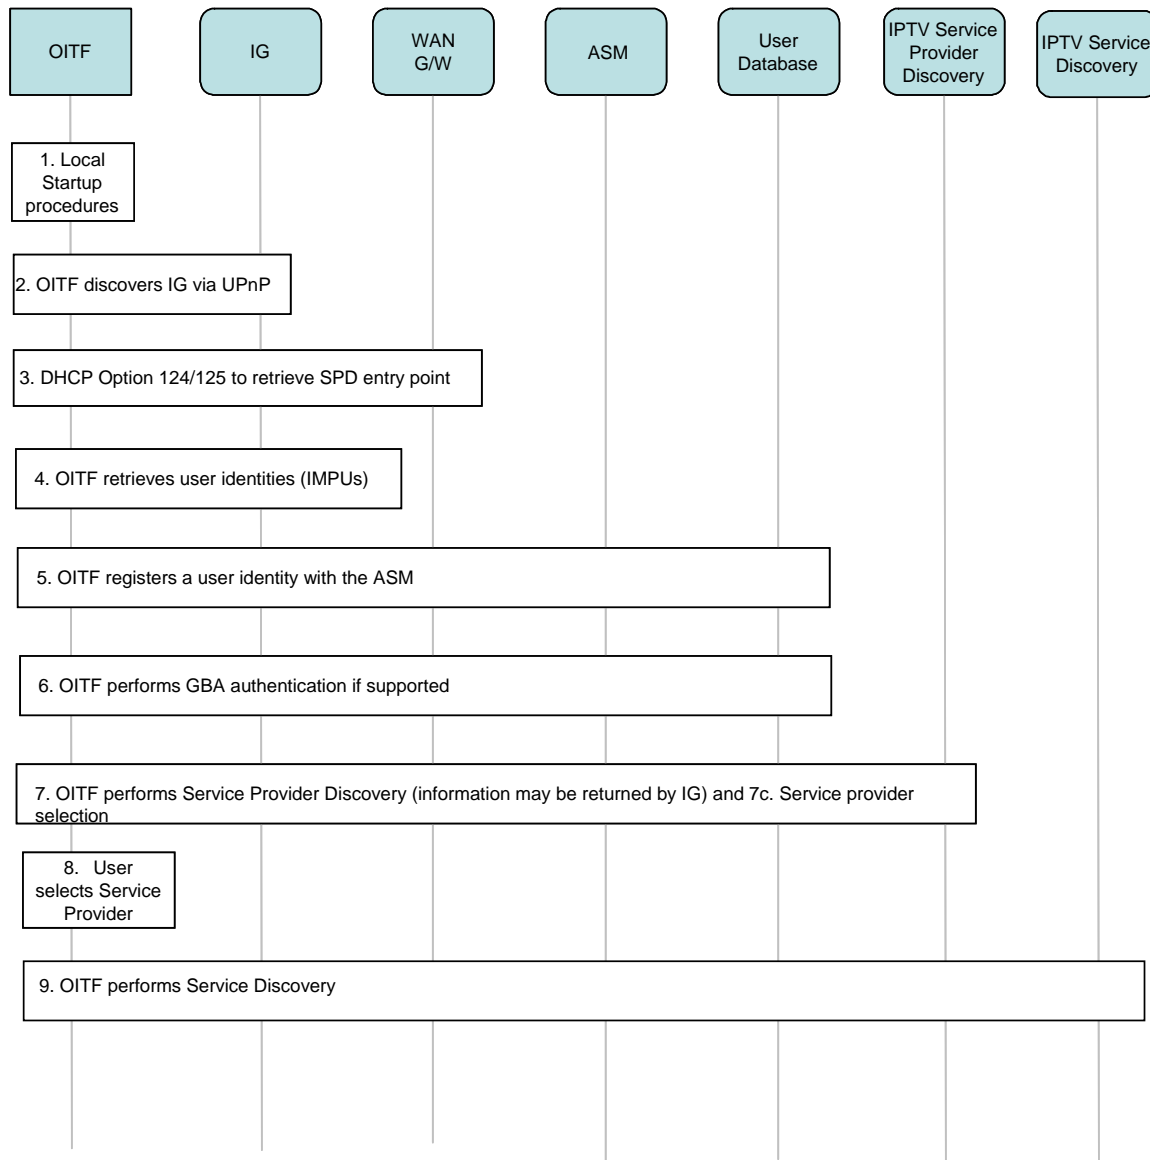 OITF
IG
WAN
G/W
ASM
User
Database
IPTV Service
Provider
Discovery
IPTV Service
Discovery
1. Local
Startup
procedures
2. OITF discovers IG via UPnP
3. DHCP Option 124/125 to retrieve SPD entry point
4. OITF retrieves user identities (IMPUs)
5. OITF registers a user identity with the ASM
6. OITF performs GBA authentication if supported
7. OITF performs Service Provider Discovery (information may be returned by IG) and 7c. Service provider
selection
8. User
selects Service
Provider
9. OITF performs Service Discovery